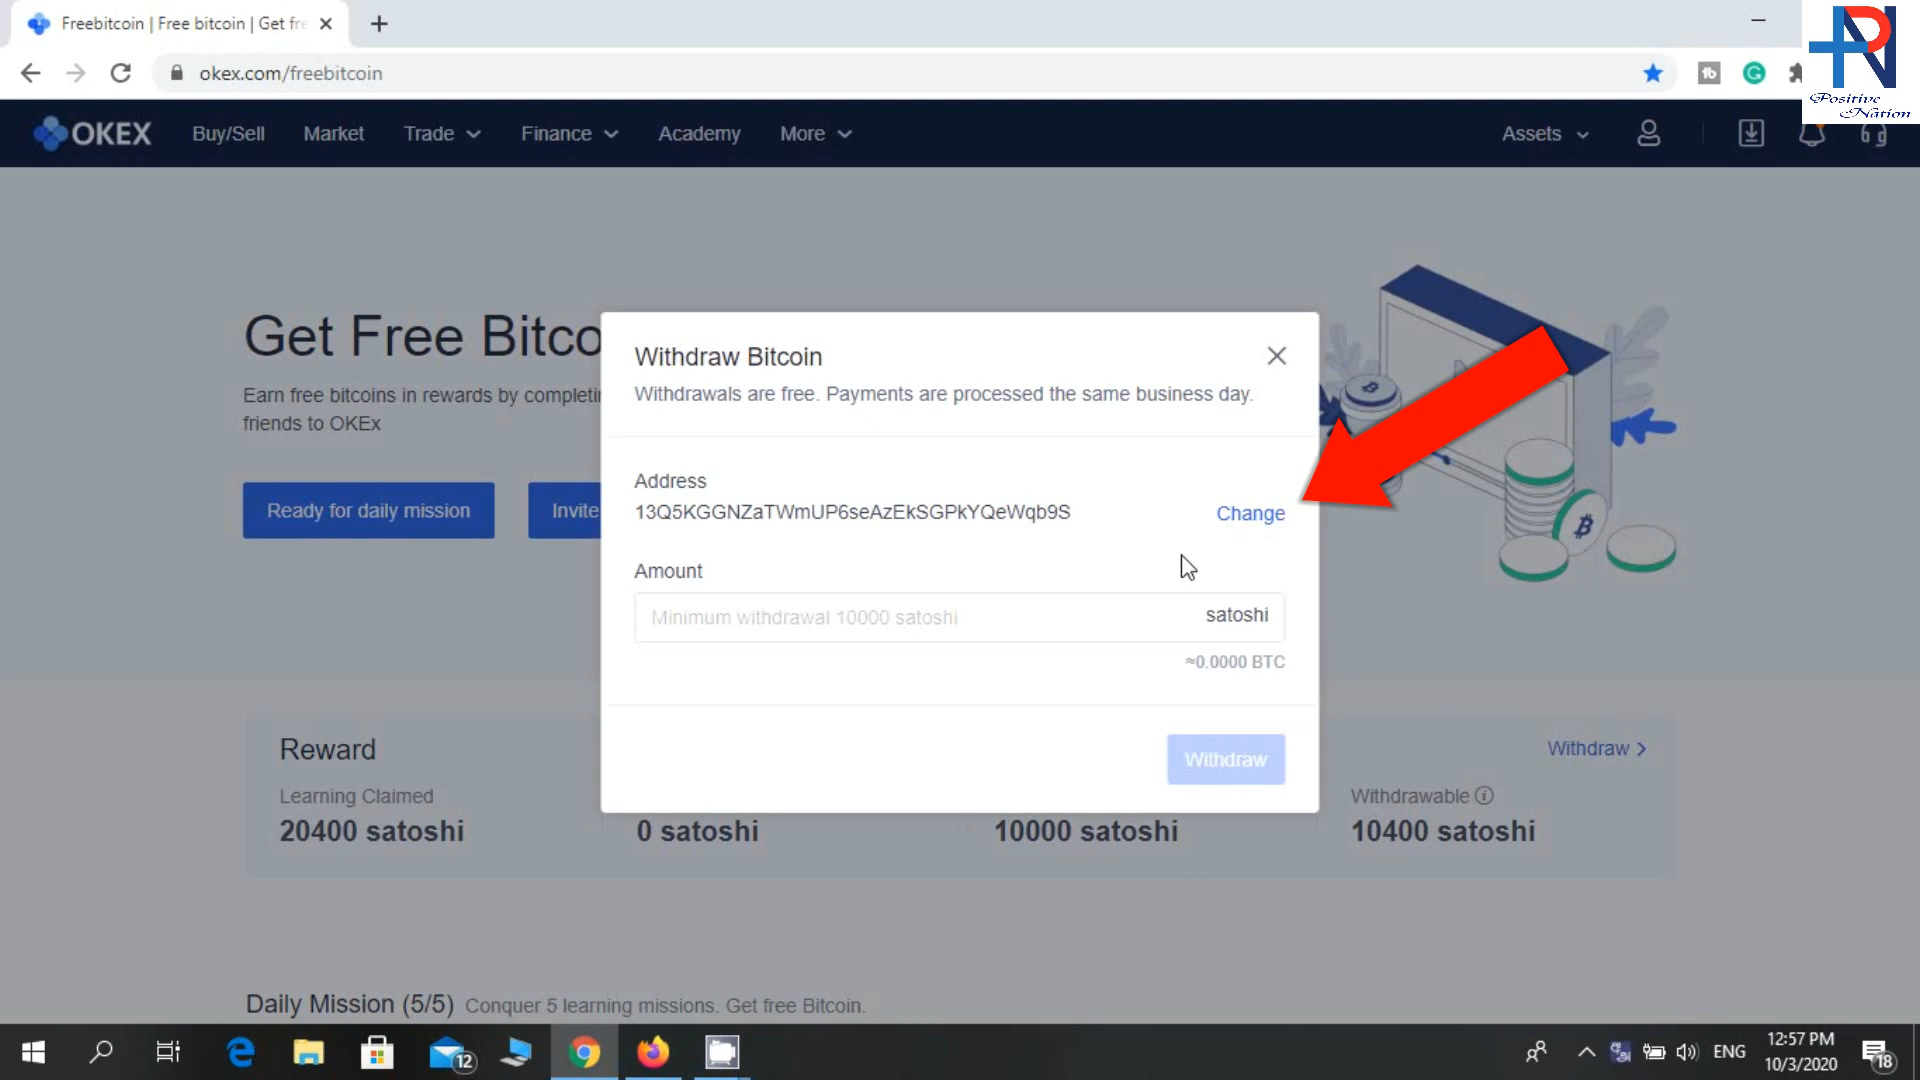 Freebitcoin | Free bitcoin | Get fre
okex.com/freebitcoin
PN
Positive
Nation
OKEX Buy/Sell Market Trade Finance Academy More Assets
Get Free Bitco
Earn free bitcoins in rewards by completi
friends to OKEx
Ready for daily mission
Invite
Withdraw Bitcoin
Withdrawals are free. Payments are processed the same business day.
Address
13Q5KGGNZaTWmUP6seAzEkSGPkYQeWqb9S
Change
Amount
Minimum withdrawal 10000 satoshi
satoshi
≈0.0000 BTC
Withdraw
Reward
Withdraw >
Learning Claimed
Withdrawable
20400 satoshi
0 satoshi
10000 satoshi
10400 satoshi
Daily Mission (5/5) Conquer 5 learning missions. Get free Bitcoin.
12
ENG
12:57 PM
10/3/2020
18